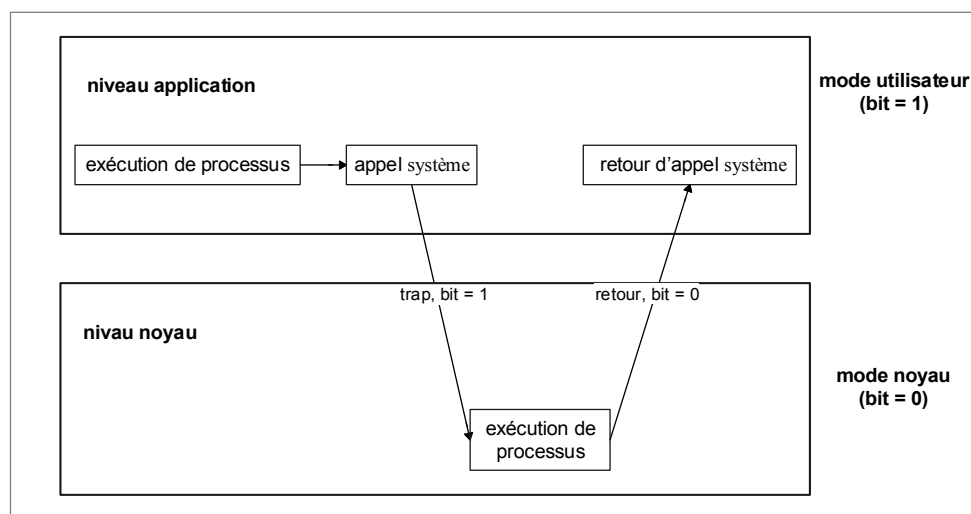 niveau application
mode utilisateur
(bit = 1)
exécution de processus
appel système
retour d'appel système
trap, bit = 1
retour, bit = 0
nivau noyau
mode noyau
(bit = 0)
exécution de
processus